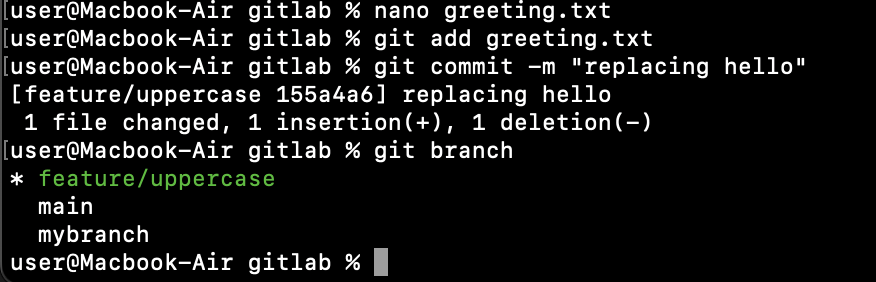 [user@Macbook-Air gitlab % nano greeting.txt
[user@Macbook-Air gitlab % git add greeting.txt
[user@Macbook-Air gitlab % git commit -m "replacing hello"
[feature/uppercase 155a4a6] replacing hello
 1 file changed, 1 insertion(+), 1 deletion(-)
[user@Macbook-Air gitlab % git branch
* feature/uppercase
  main
  mybranch
user@Macbook-Air gitlab %